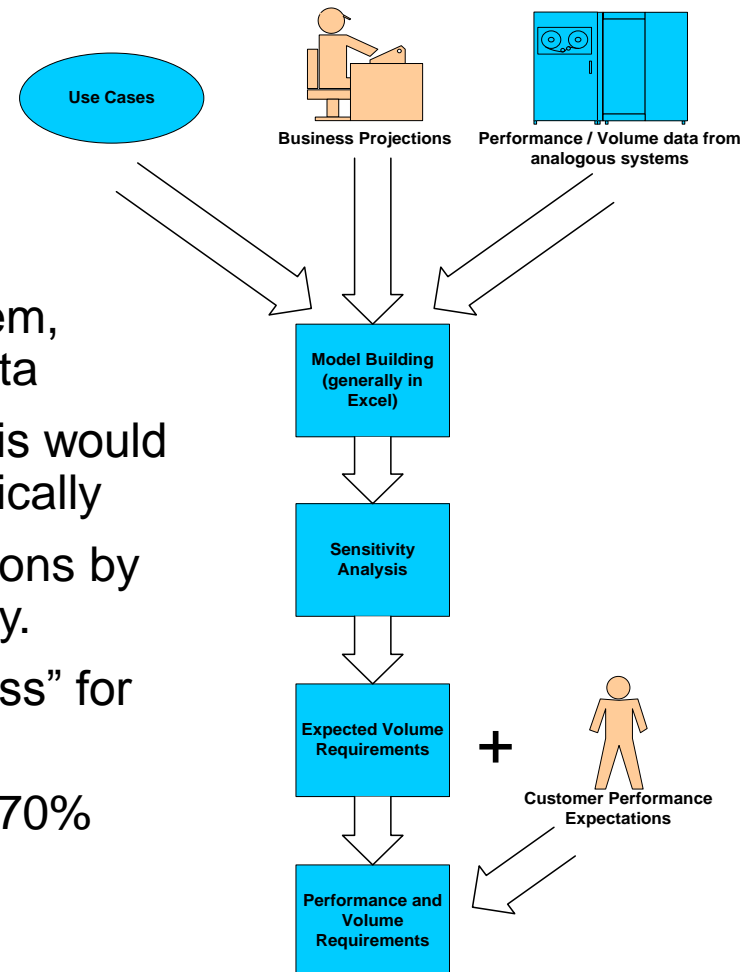 Use Cases
Business Projections
Performance / Volume data from
analogous systems
em,
ta
is would
ically
ons by
y.
ss” for
70%
Model Building
(generally in
Excel)
Sensitivity
Analysis
Expected Volume
Requirements
+
Customer Performance
Expectations
Performance and
Volume
Requirements